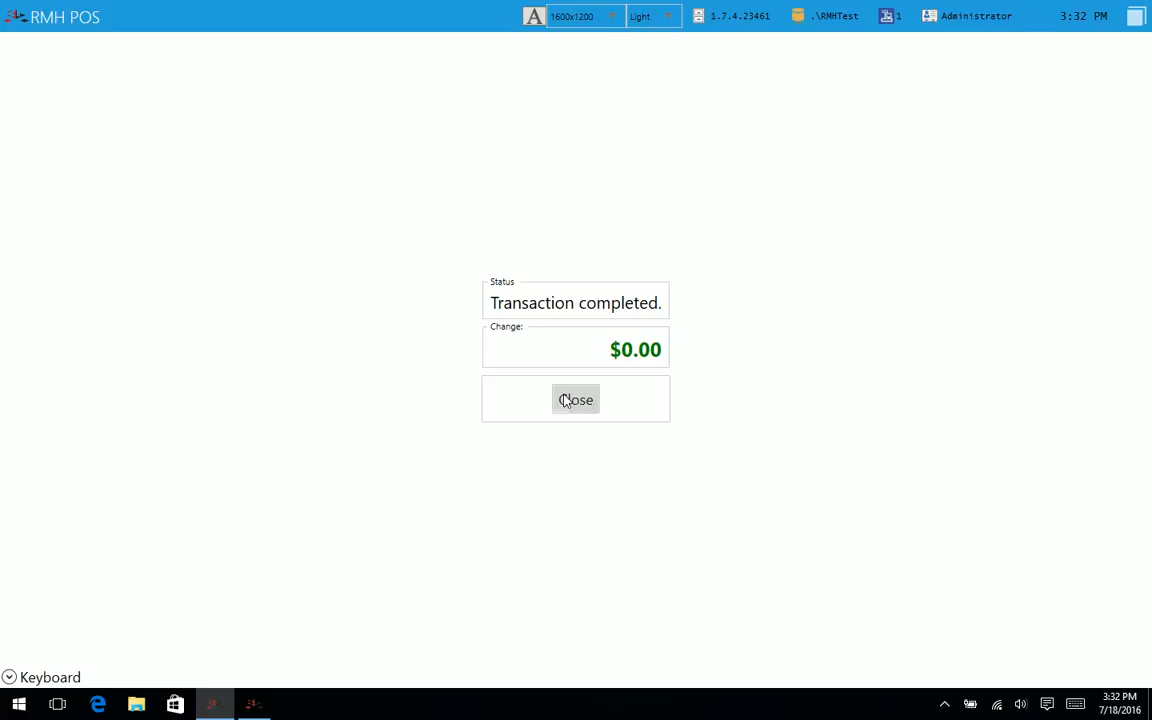 RMH POS
A 1600x1200 Light 1.7.4.23461 .\RMHTest 1 Administrator 3:32 PM
Status
Transaction completed.
Change:
$0.00
Close
Keyboard
3:32 PM
7/18/2016